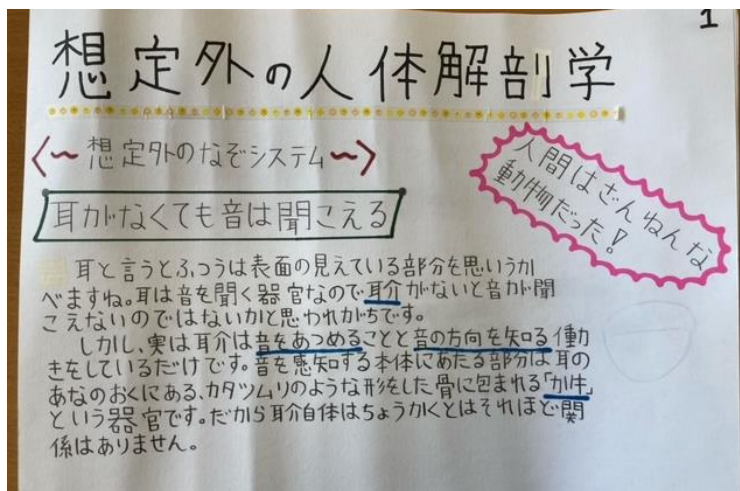 1
想定外の人体解剖学
〈～ 想定外のなぞシステム ～〉
人間はざんねんな
動物だった！
耳がなくても音は聞こえる
耳と言うとふつうは表面の見えている部分を思いうか
べますね。耳は音を聞く器官なので耳介がないと音が聞
こえないのではないかと思われがちです。
しかし、実は耳介は音をあつめることと音の方向を知る働
きをしているだけです。音を感知する本体にあたる部分は耳の
あなのおくにある、カタツムリのような形をした骨に包まれる「か牛」
という器官です。だから耳介自体はちょうかくとはそれほど関
係はありません。